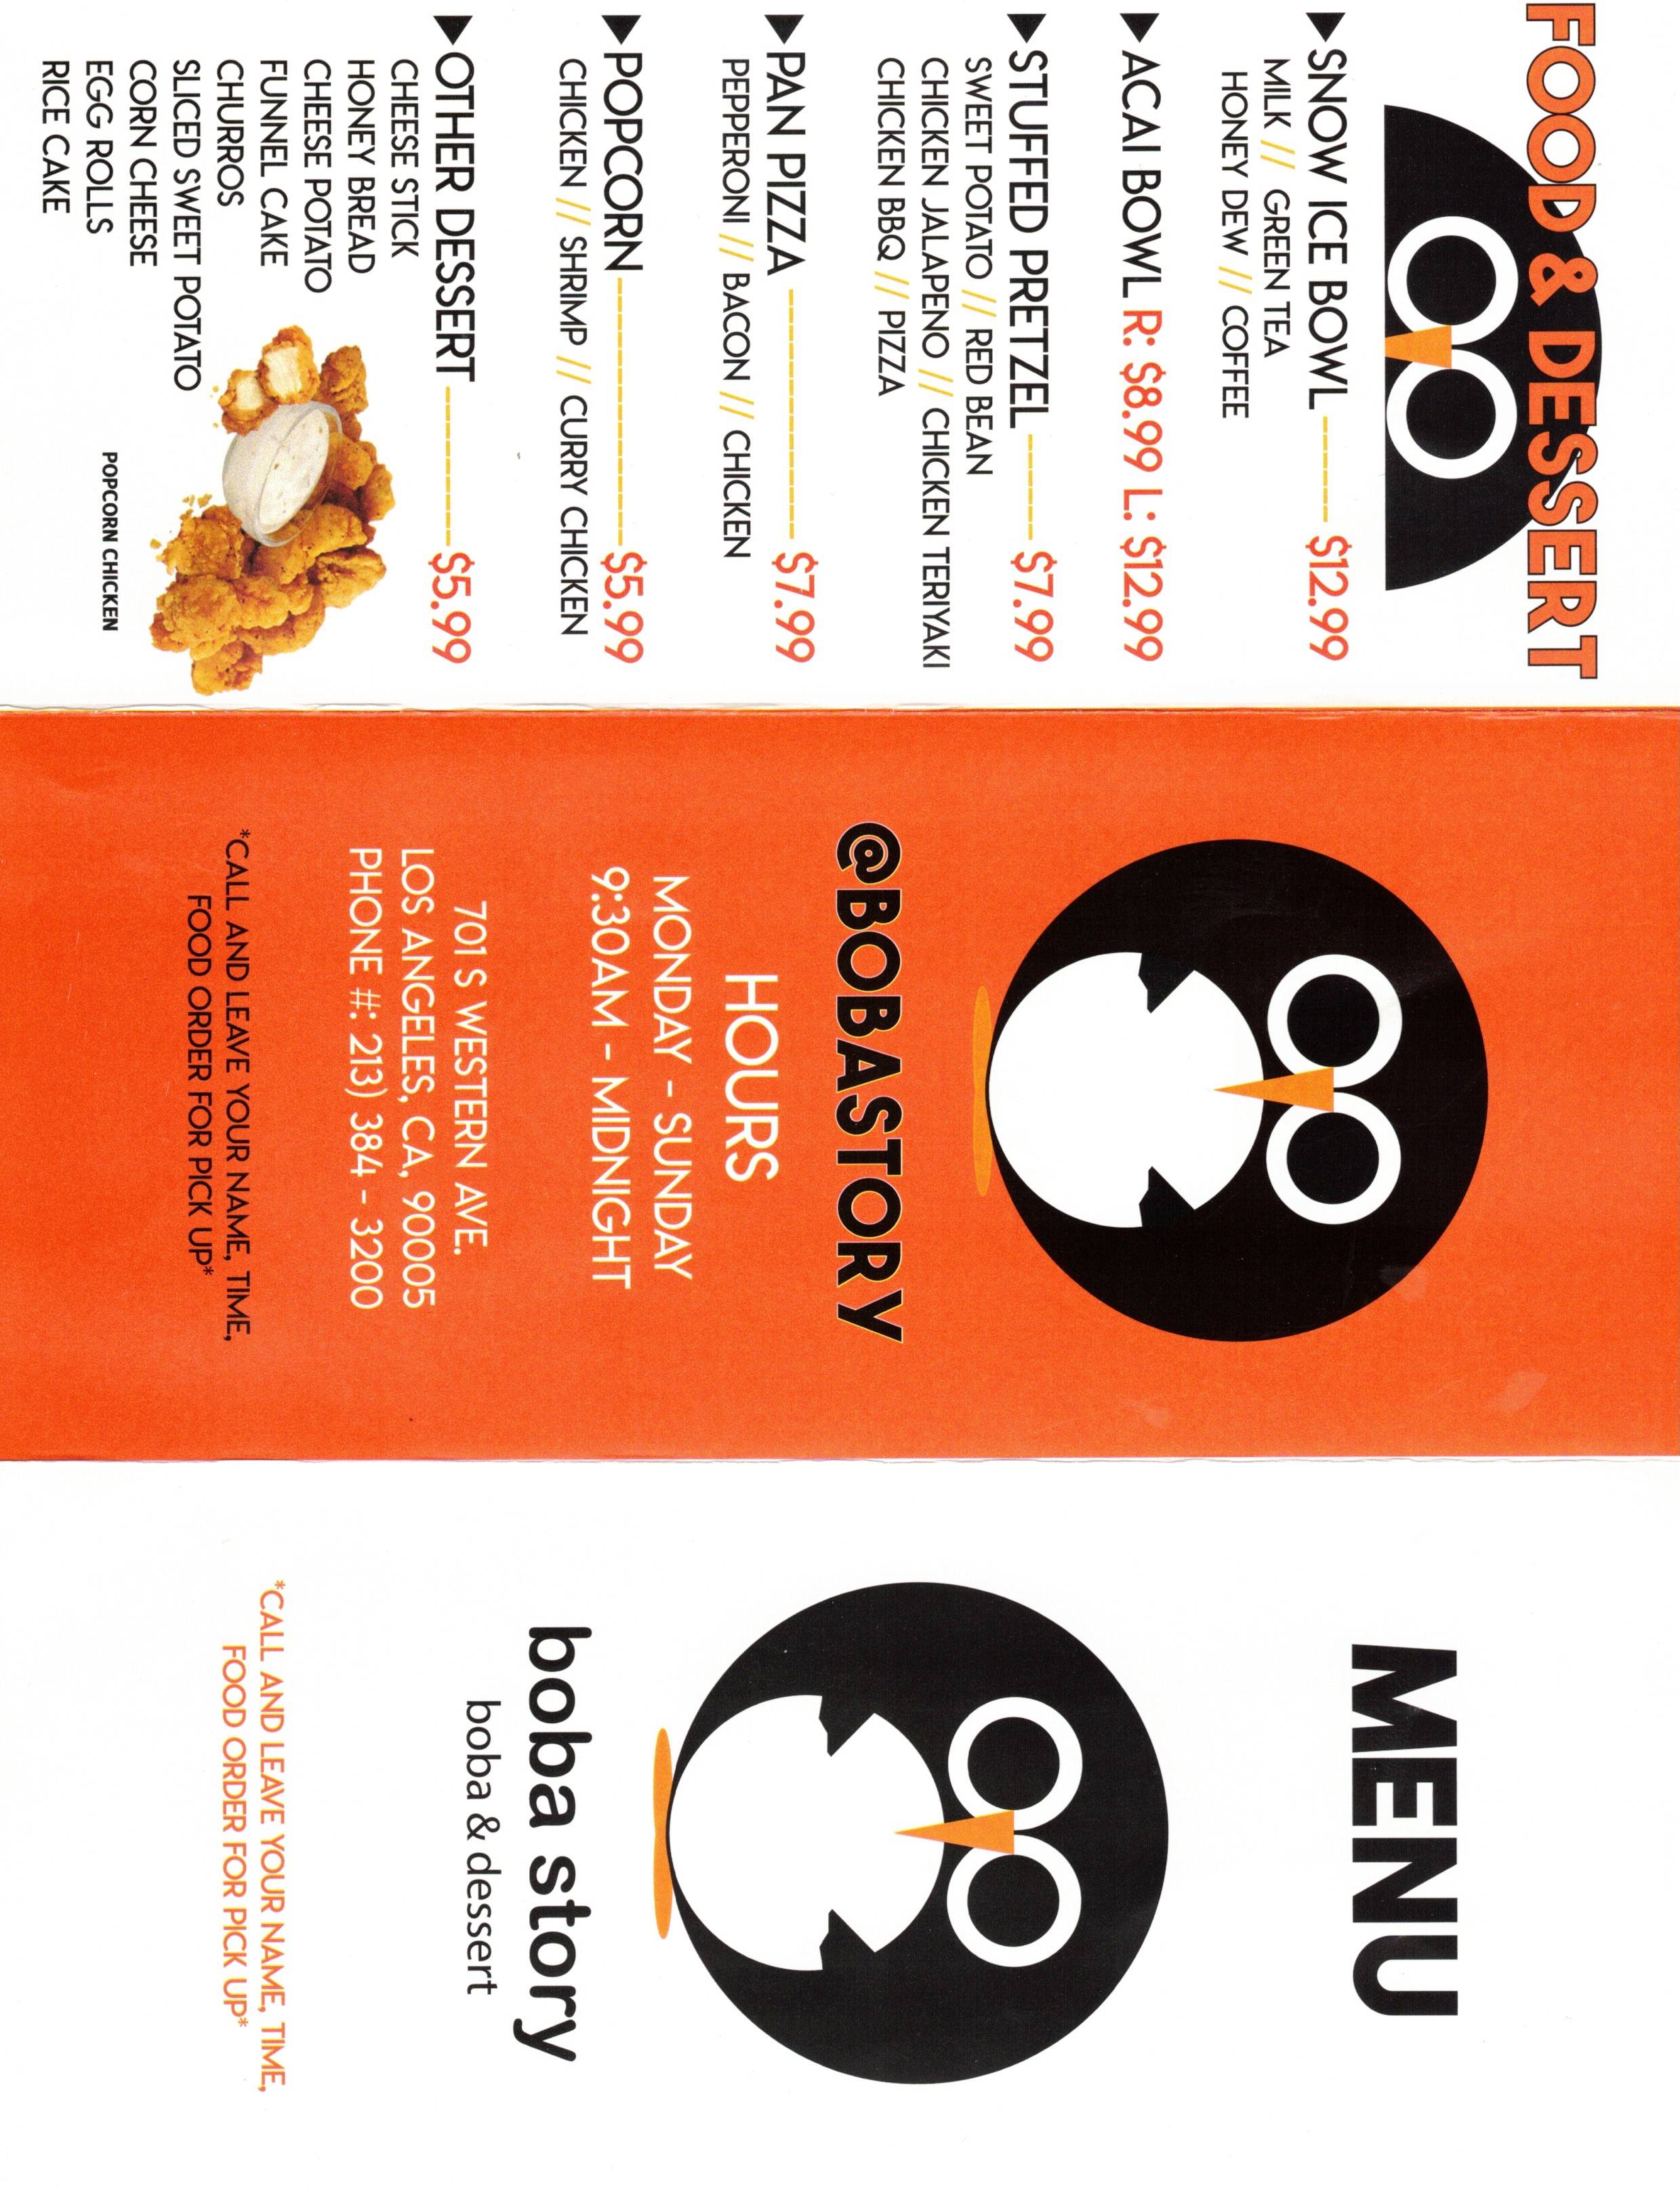 FOOD & DESSERT
SNOW ICE BOWL ------ $12.99
MILK // GREEN TEA
HONEY DEW // COFFEE
ACAI BOWL R: $8.99 L: $12.99
STUFFED PRETZEL ------ $7.99
SWEET POTATO // RED BEAN
CHICKEN JALAPENO // CHICKEN TERIYAKI
CHICKEN BBQ // PIZZA
PAN PIZZA -------------- $7.99
PEPPERONI // BACON // CHICKEN
POPCORN --------------- $5.99
CHICKEN // SHRIMP // CURRY CHICKEN
OTHER DESSERT --------- $5.99
CHEESE STICK
HONEY BREAD
CHEESE POTATO
FUNNEL CAKE
CHURROS
SLICED SWEET POTATO
CORN CHEESE
EGG ROLLS
RICE CAKE
POPCORN CHICKEN
@BOBASTORY
HOURS
MONDAY - SUNDAY
9:30AM - MIDNIGHT
701 S WESTERN AVE.
LOS ANGELES, CA, 90005
PHONE #: 213) 384 - 3200
*CALL AND LEAVE YOUR NAME, TIME,
FOOD ORDER FOR PICK UP*
MENU
boba story
boba & dessert
*CALL AND LEAVE YOUR NAME, TIME,
FOOD ORDER FOR PICK UP*